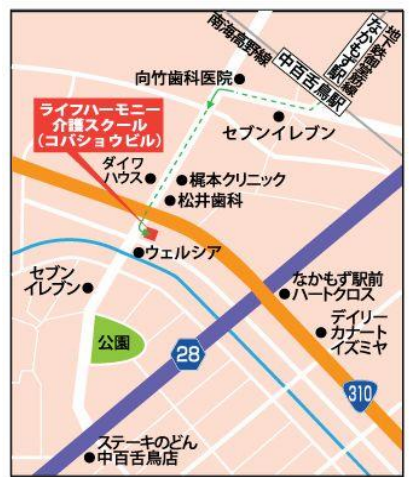 南海高野線
地下鉄御堂筋線
なかもず駅
中百舌鳥駅
向竹歯科医院
セブンイレブン
ライフハーモニー
介護スクール
(コバショウビル)
ダイワ
ハウス
梶本クリニック
松井歯科
ウェルシア
セブン
イレブン
なかもず駅前
ハートクロス
デイリー
カナート
イズミヤ
公園
28
310
ステーキのどん
中百舌鳥店